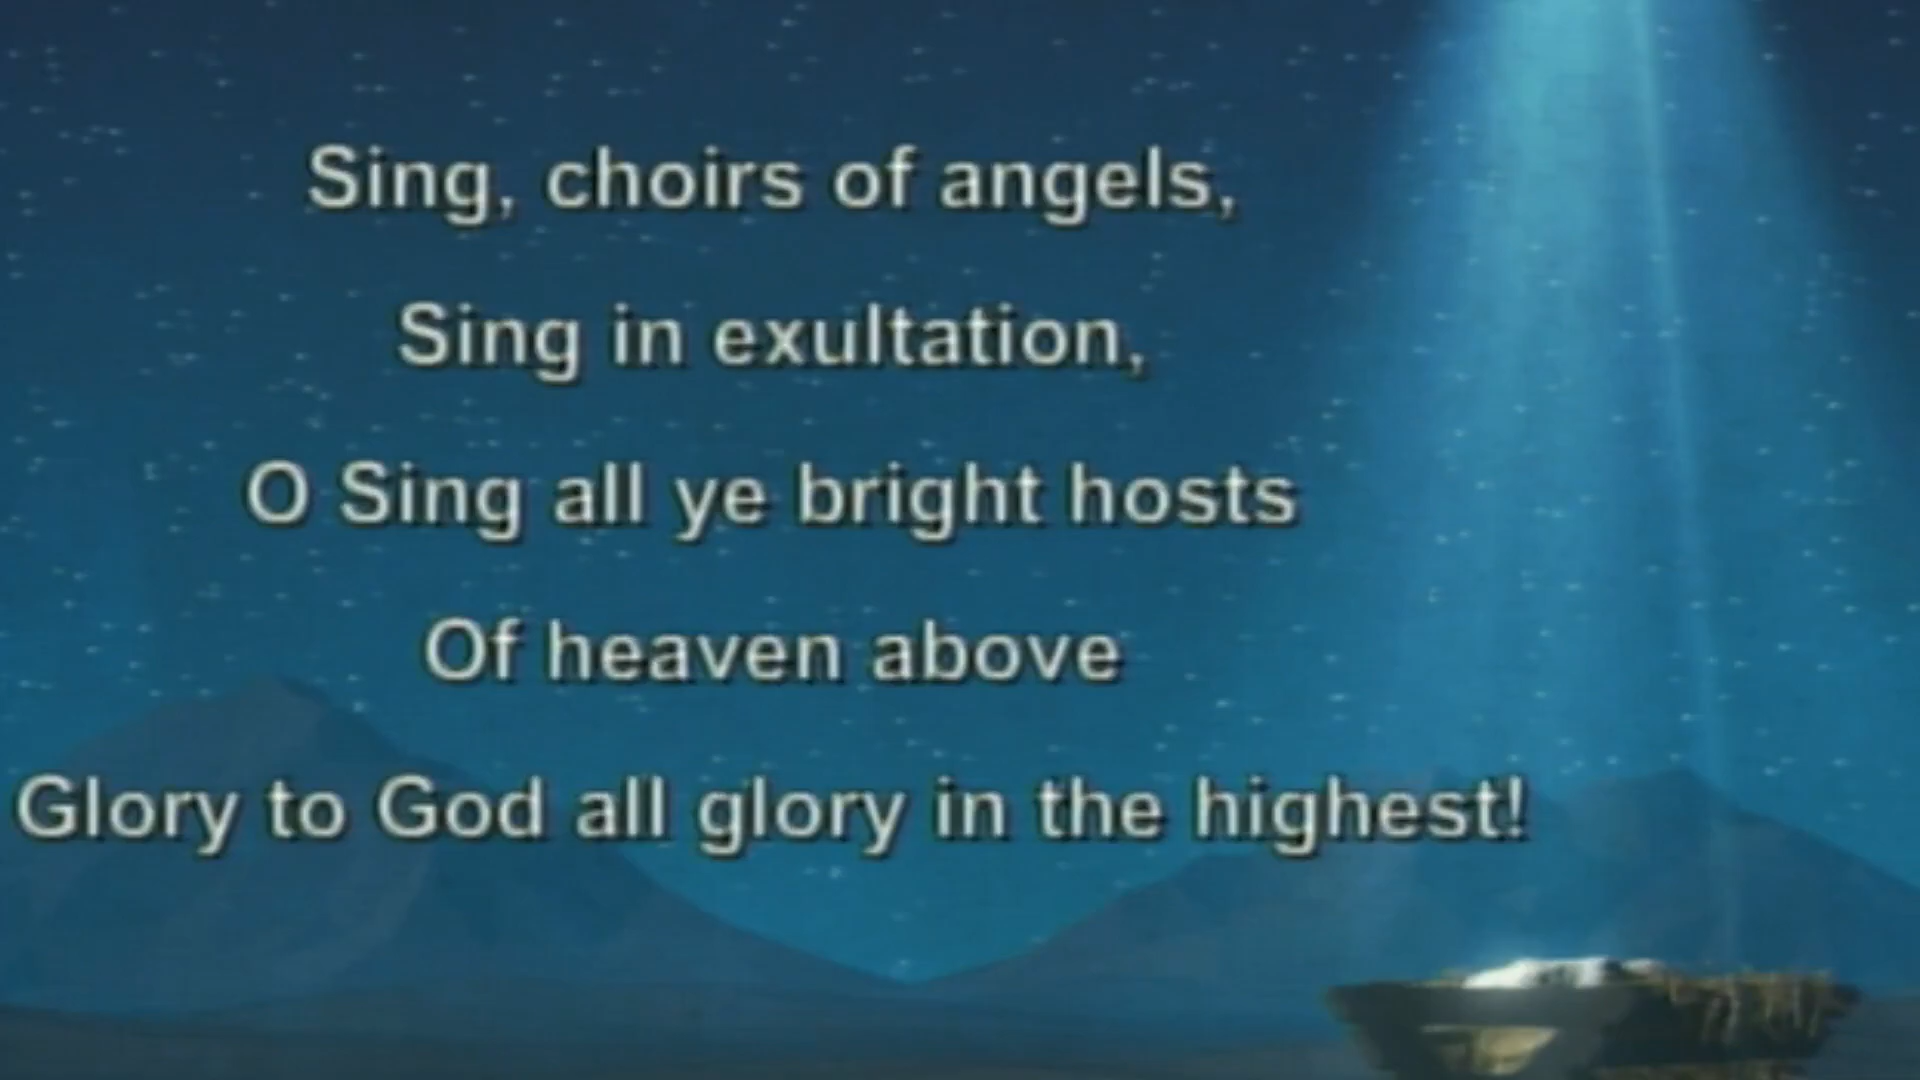 Sing, choirs of angels,
Sing in exultation,
O Sing all ye bright hosts
Of heaven above
Glory to God all glory in the highest!